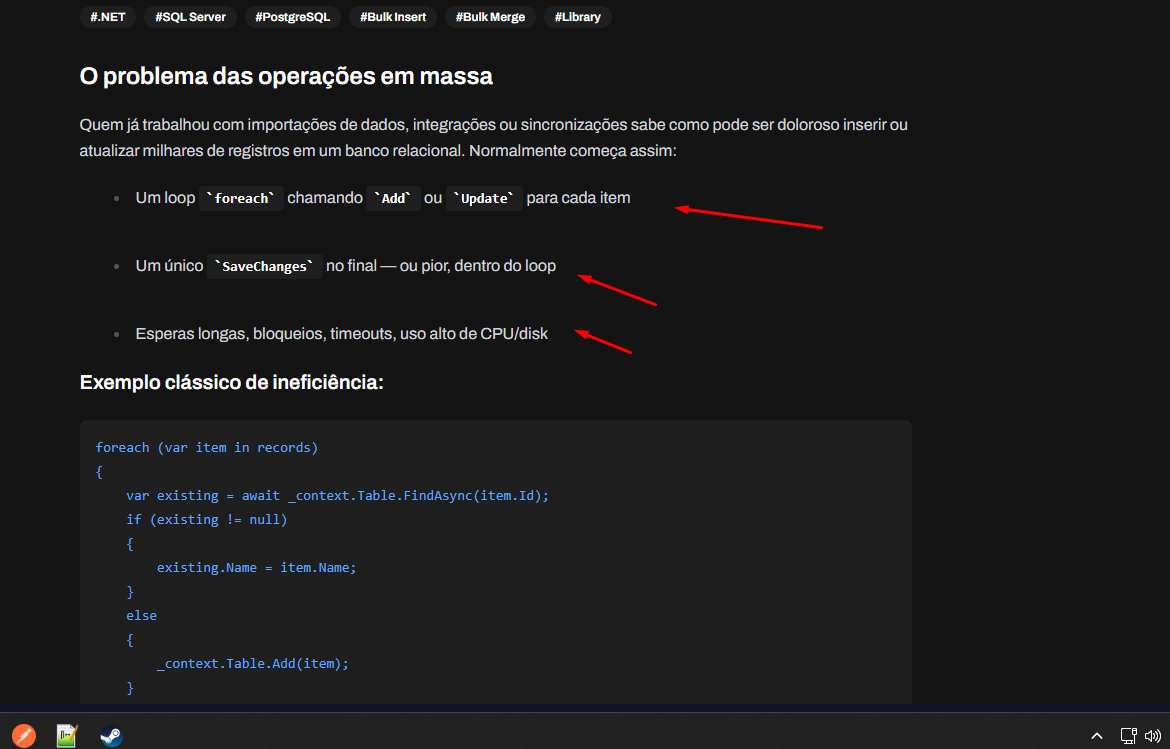 #.NET #SQL Server #PostgreSQL #Bulk Insert #Bulk Merge #Library
O problema das operações em massa
Quem já trabalhou com importações de dados, integrações ou sincronizações sabe como pode ser doloroso inserir ou
atualizar milhares de registros em um banco relacional. Normalmente começa assim:
Um loop `foreach` chamando `Add` ou `Update` para cada item
Um único `SaveChanges` no final — ou pior, dentro do loop
Esperas longas, bloqueios, timeouts, uso alto de CPU/disk
Exemplo clássico de ineficiência:
foreach (var item in records)
{
    var existing = await _context.Table.FindAsync(item.Id);
    if (existing != null)
    {
        existing.Name = item.Name;
    }
    else
    {
        _context.Table.Add(item);
    }